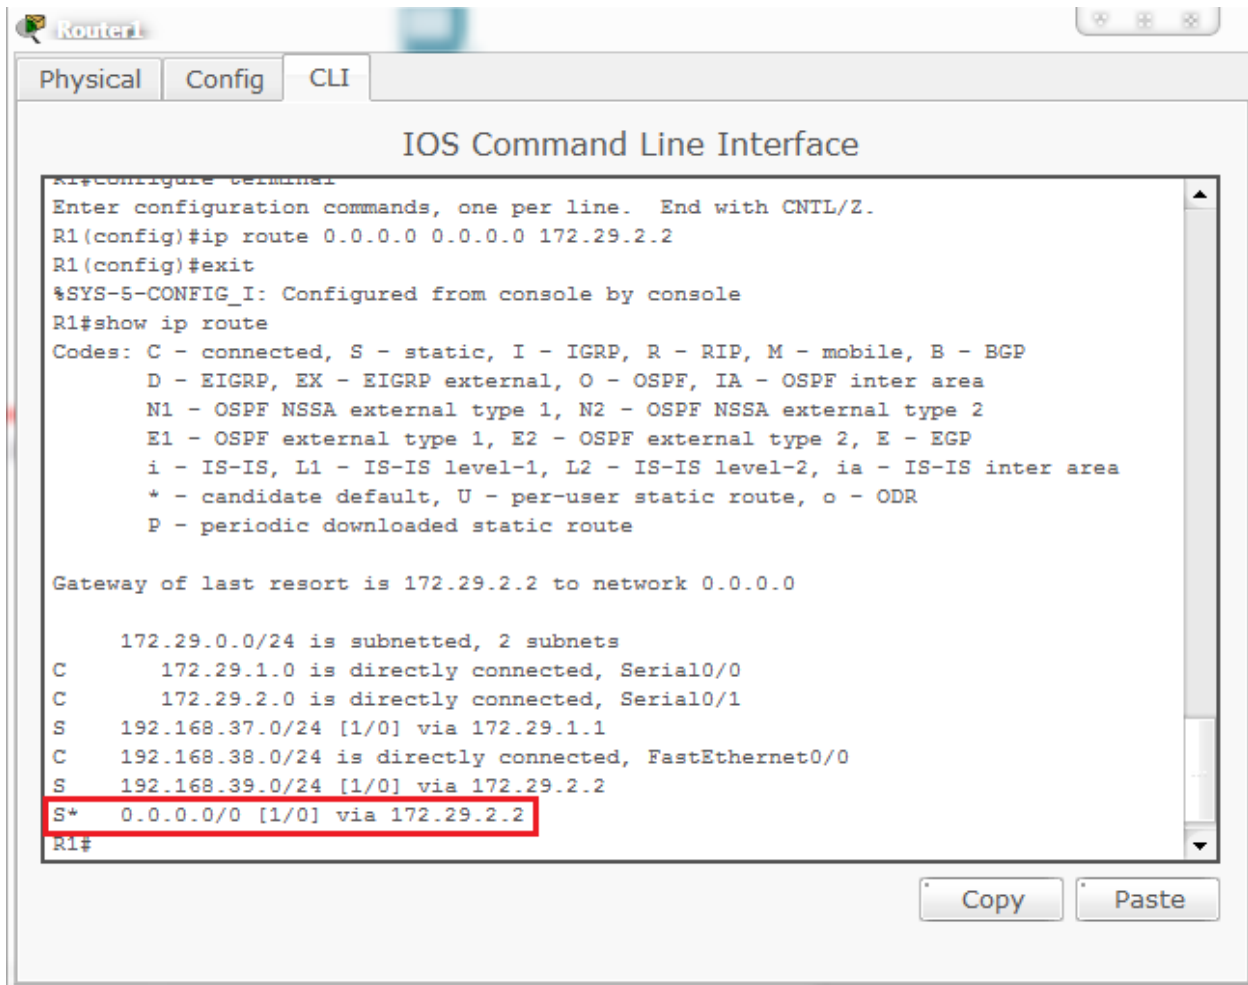 Router1
Physical Config CLI
IOS Command Line Interface
R1#configure terminal
Enter configuration commands, one per line.  End with CNTL/Z.
R1(config)#ip route 0.0.0.0 0.0.0.0 172.29.2.2
R1(config)#exit
%SYS-5-CONFIG_I: Configured from console by console
R1#show ip route
Codes: C - connected, S - static, I - IGRP, R - RIP, M - mobile, B - BGP
       D - EIGRP, EX - EIGRP external, O - OSPF, IA - OSPF inter area
       N1 - OSPF NSSA external type 1, N2 - OSPF NSSA external type 2
       E1 - OSPF external type 1, E2 - OSPF external type 2, E - EGP
       i - IS-IS, L1 - IS-IS level-1, L2 - IS-IS level-2, ia - IS-IS inter area
       * - candidate default, U - per-user static route, o - ODR
       P - periodic downloaded static route
Gateway of last resort is 172.29.2.2 to network 0.0.0.0
     172.29.0.0/24 is subnetted, 2 subnets
C       172.29.1.0 is directly connected, Serial0/0
C       172.29.2.0 is directly connected, Serial0/1
S    192.168.37.0/24 [1/0] via 172.29.1.1
C    192.168.38.0/24 is directly connected, FastEthernet0/0
S    192.168.39.0/24 [1/0] via 172.29.2.2
S*   0.0.0.0/0 [1/0] via 172.29.2.2
R1#
Copy Paste